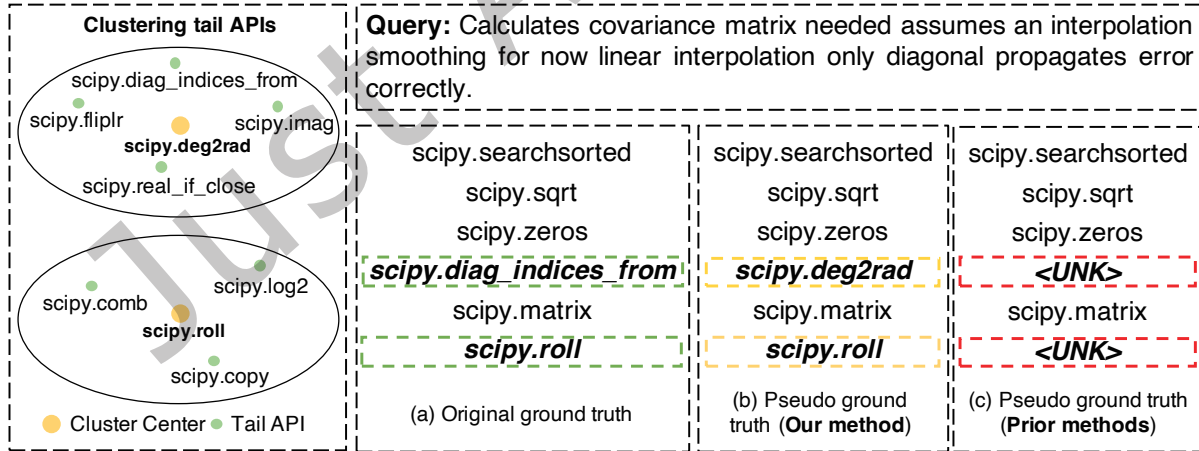 Clustering tail APIs
scipy.diag_indices_from
scipy.fliplr
scipy.imag
scipy.deg2rad
scipy.real_if_close
scipy.log2
scipy.comb
scipy.roll
scipy.copy
Cluster Center
Tail API
Query: Calculates covariance matrix needed assumes an interpolation
smoothing for now linear interpolation only diagonal propagates error
correctly.
scipy.searchsorted
scipy.sqrt
scipy.zeros
scipy.diag_indices_from
scipy.matrix
scipy.roll
(a) Original ground truth
scipy.searchsorted
scipy.sqrt
scipy.zeros
scipy.deg2rad
scipy.matrix
scipy.roll
(b) Pseudo ground
truth (Our method)
scipy.searchsorted
scipy.sqrt
scipy.zeros
<UNK>
scipy.matrix
<UNK>
(c) Pseudo ground truth
(Prior methods)
Just A